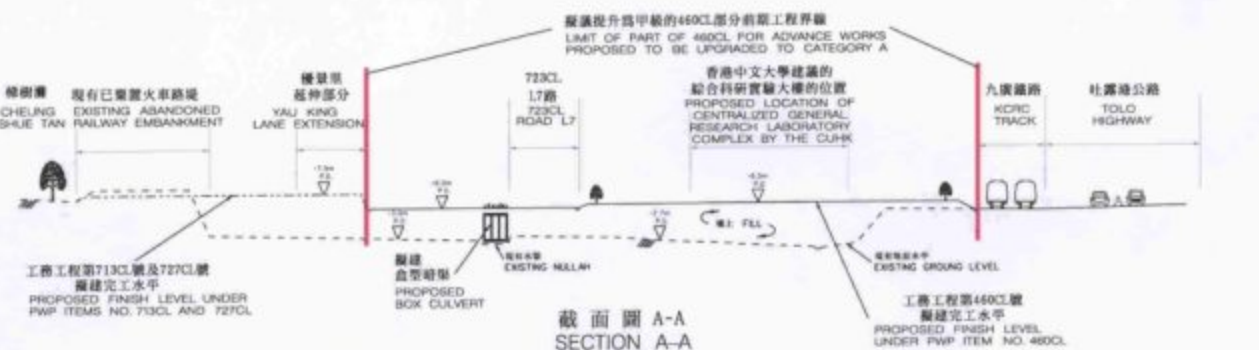 擬議提升為甲級的460CL部分前期工程界線
LIMIT OF PART OF 460CL FOR ADVANCE WORKS
PROPOSED TO BE UPGRADED TO CATEGORY A
樟樹灘
CHEUNG
SHUE TAN
現有已棄置火車路堤
EXISTING ABANDONED
RAILWAY EMBANKMENT
優景里
延伸部分
YAU KING
LANE EXTENSION
723CL
L7路
723CL
ROAD L7
香港中文大學建議的
綜合科研實驗大樓的位置
PROPOSED LOCATION OF
CENTRALIZED GENERAL
RESEARCH LABORATORY
COMPLEX BY THE CUHK
九廣鐵路
KCRC
TRACK
吐露港公路
TOLO
HIGHWAY
填土 FILL
擬建
盒型暗渠
PROPOSED
BOX CULVERT
現有水渠
EXISTING NULLAH
EXISTING GROUND LEVEL
工務工程第713CL號及727CL號
擬建完工水平
PROPOSED FINISH LEVEL UNDER
PWP ITEMS NO. 713CL AND 727CL
工務工程第460CL號
擬建完工水平
PROPOSED FINISH LEVEL
UNDER PWP ITEM NO. 460CL
截面圖 A-A
SECTION A-A